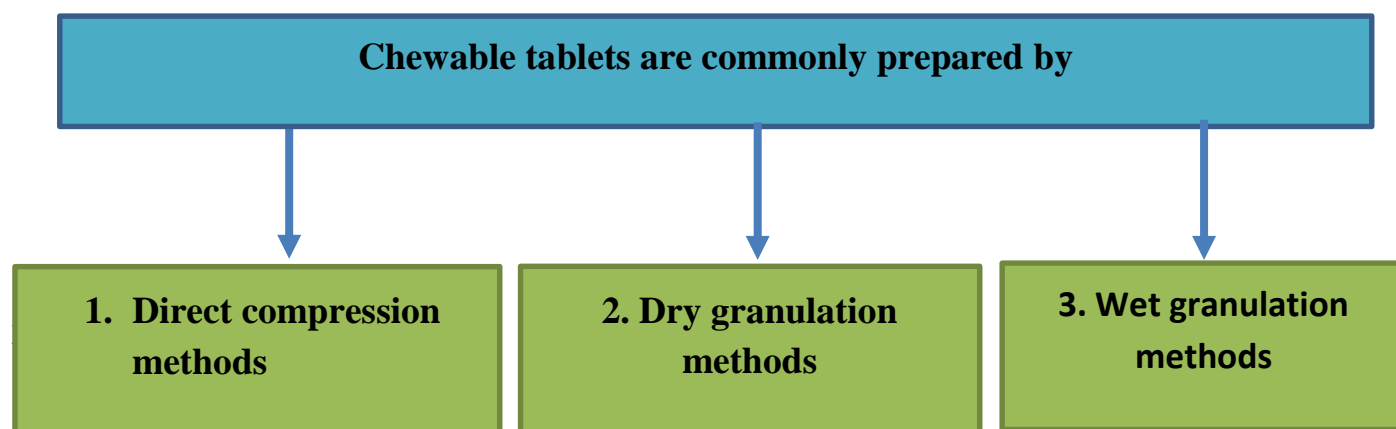 Chewable tablets are commonly prepared by
1. Direct compression
methods
2. Dry granulation
methods
3. Wet granulation
methods